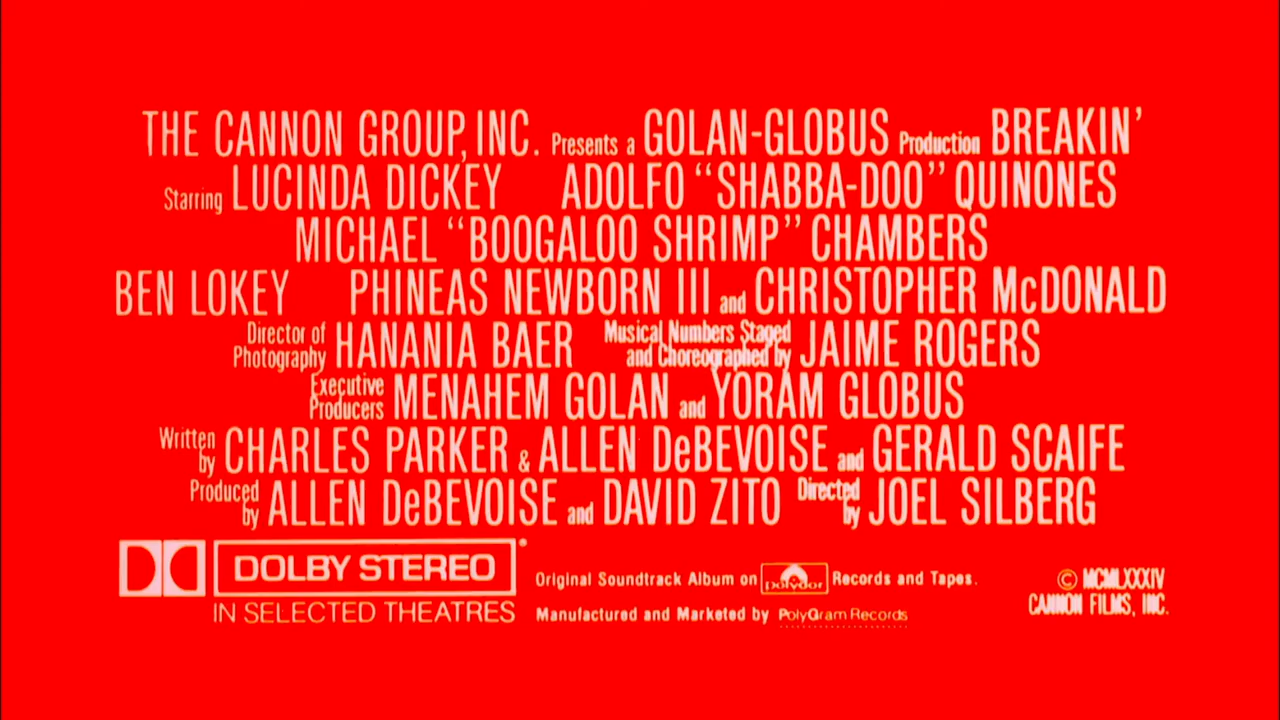 THE CANNON GROUP, INC. Presents a GOLAN-GLOBUS Production BREAKIN'
Starring LUCINDA DICKEY ADOLFO “SHABBA-DOO” QUINONES
MICHAEL “BOOGALOO SHRIMP” CHAMBERS
BEN LOKEY PHINEAS NEWBORN III and CHRISTOPHER McDONALD
Director of Photography HANANIA BAER Musical Numbers Staged and Choreographed by JAIME ROGERS
Executive Producers MENAHEM GOLAN and YORAM GLOBUS
Written by CHARLES PARKER & ALLEN DeBEVOISE and GERALD SCAIFE
Produced by ALLEN DeBEVOISE and DAVID ZITO Directed by JOEL SILBERG
DOLBY STEREO
IN SELECTED THEATRES
Original Soundtrack Album on polydor Records and Tapes.
Manufactured and Marketed by PolyGram Records
© MCMLXXXIV
CANNON FILMS, INC.